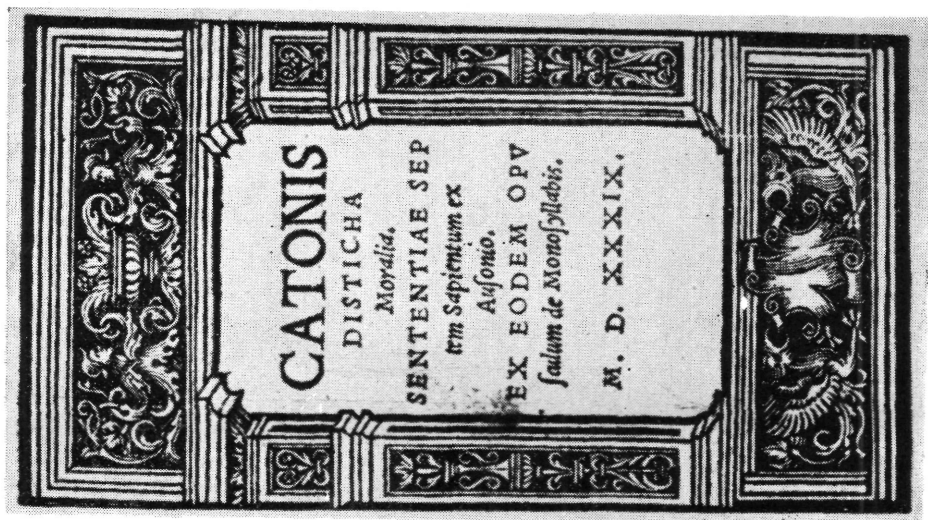 CATONIS
DISTICHA
Moralia.
SENTENTIAE SEP
tem Sapientum ex
Auſonio.
EX EODEM OPV
ſculum de Monoſyllabis.
M. D. XXXIX.